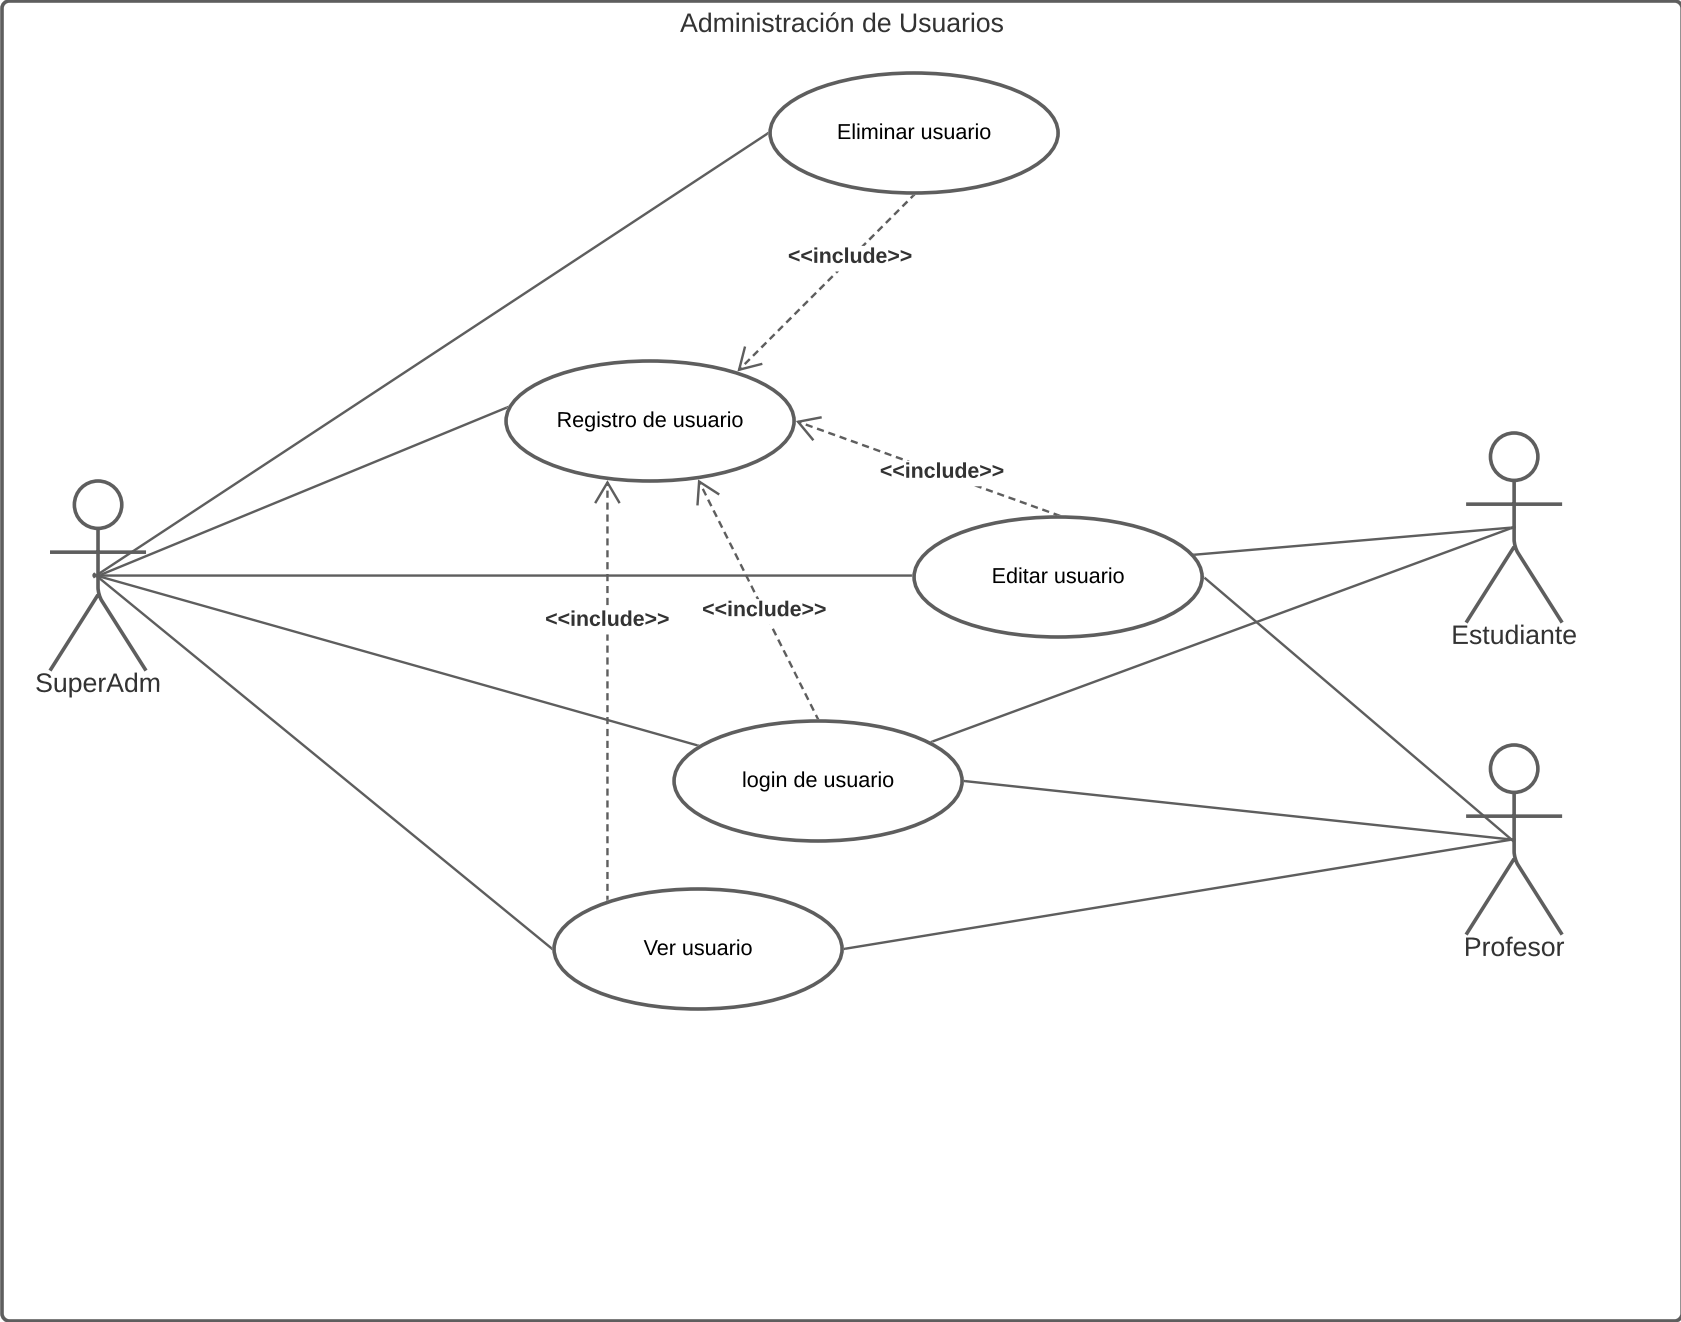 Administración de Usuarios
Eliminar usuario
<<include>>
Registro de usuario
<<include>>
Editar usuario
<<include>>
<<include>>
Estudiante
SuperAdm
login de usuario
Ver usuario
Profesor